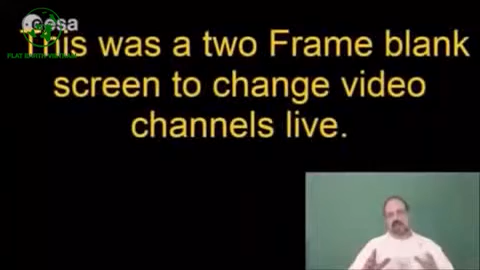 esa
This was a two Frame blank
screen to change video
channels live.